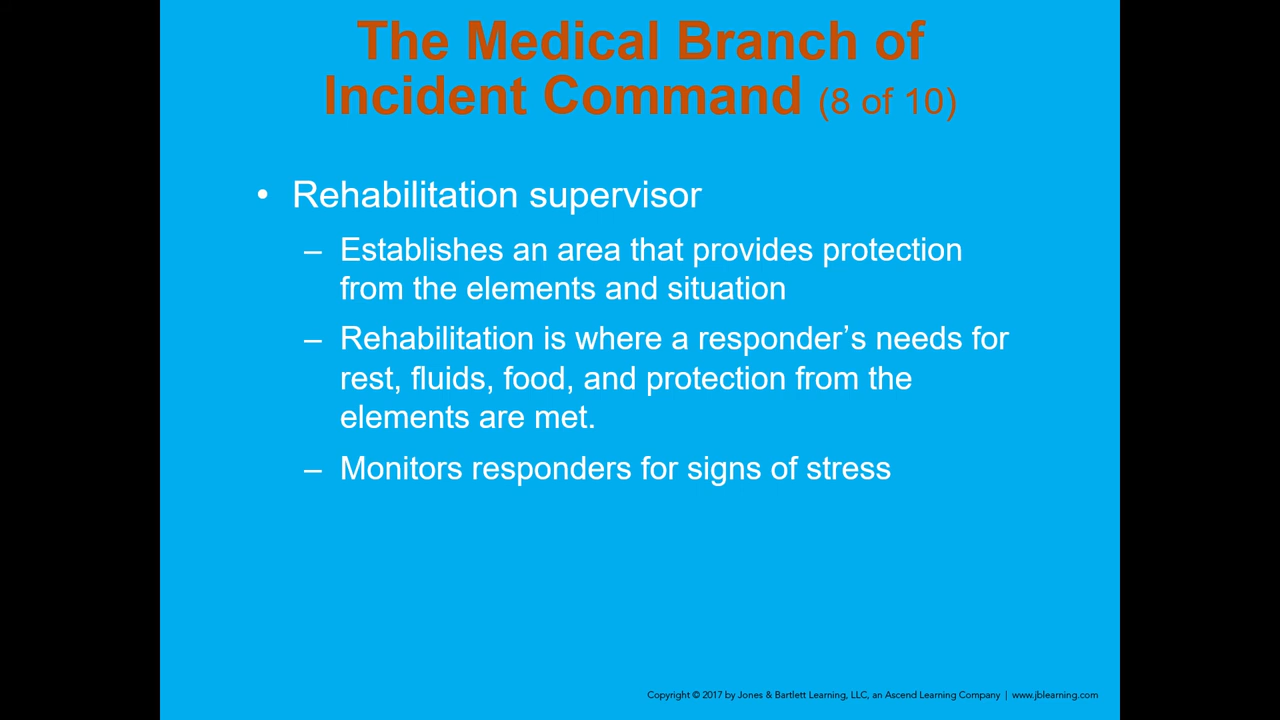 The Medical Branch of
Incident Command (8 of 10)
• Rehabilitation supervisor
– Establishes an area that provides protection
from the elements and situation
– Rehabilitation is where a responder’s needs for
rest, fluids, food, and protection from the
elements are met.
– Monitors responders for signs of stress
Copyright © 2017 by Jones & Bartlett Learning, LLC, an Ascend Learning Company | www.jblearning.com